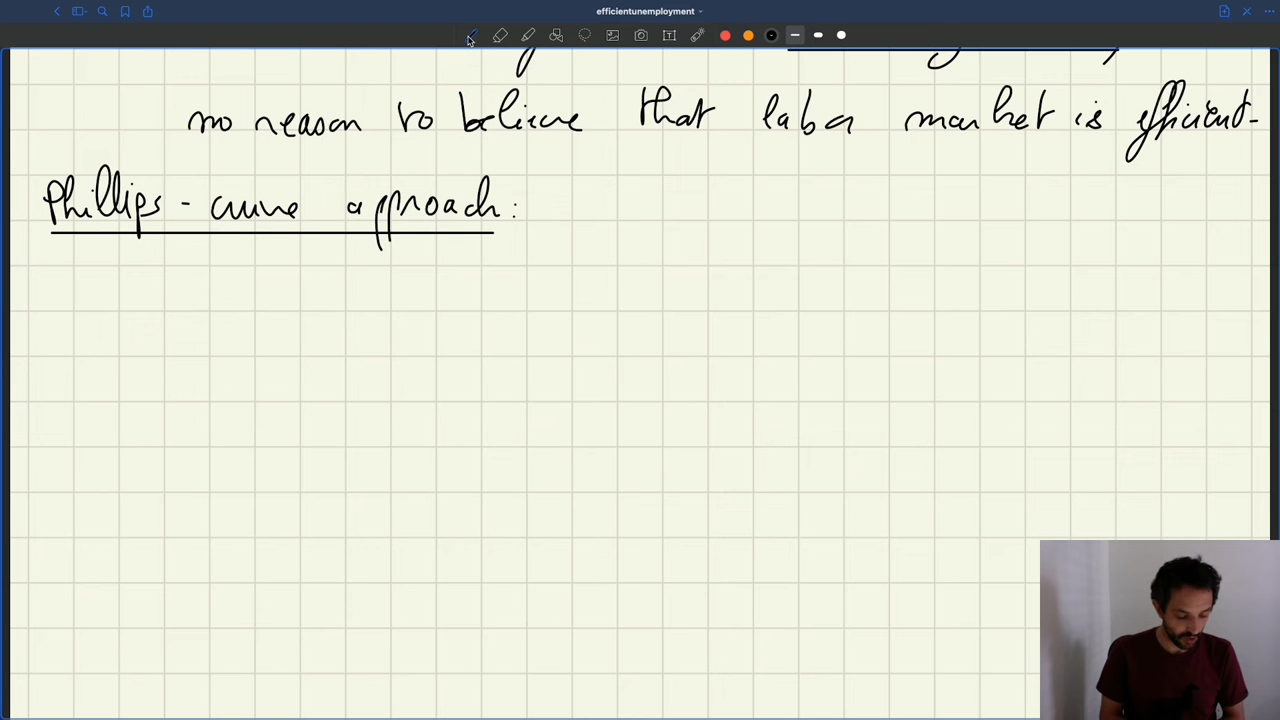 efficientunemployment
no reason to believe that labor market is efficient-
Phillips - curve approach: